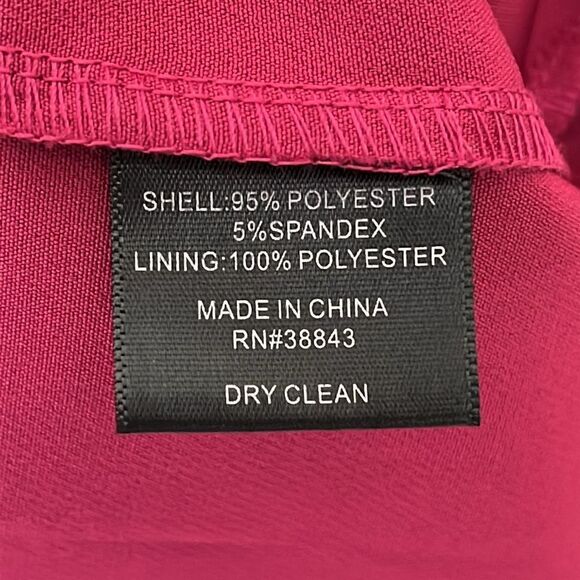 SHELL:95% POLYESTER
5%SPANDEX
LINING:100% POLYESTER
MADE IN CHINA
RN#38843
DRY CLEAN